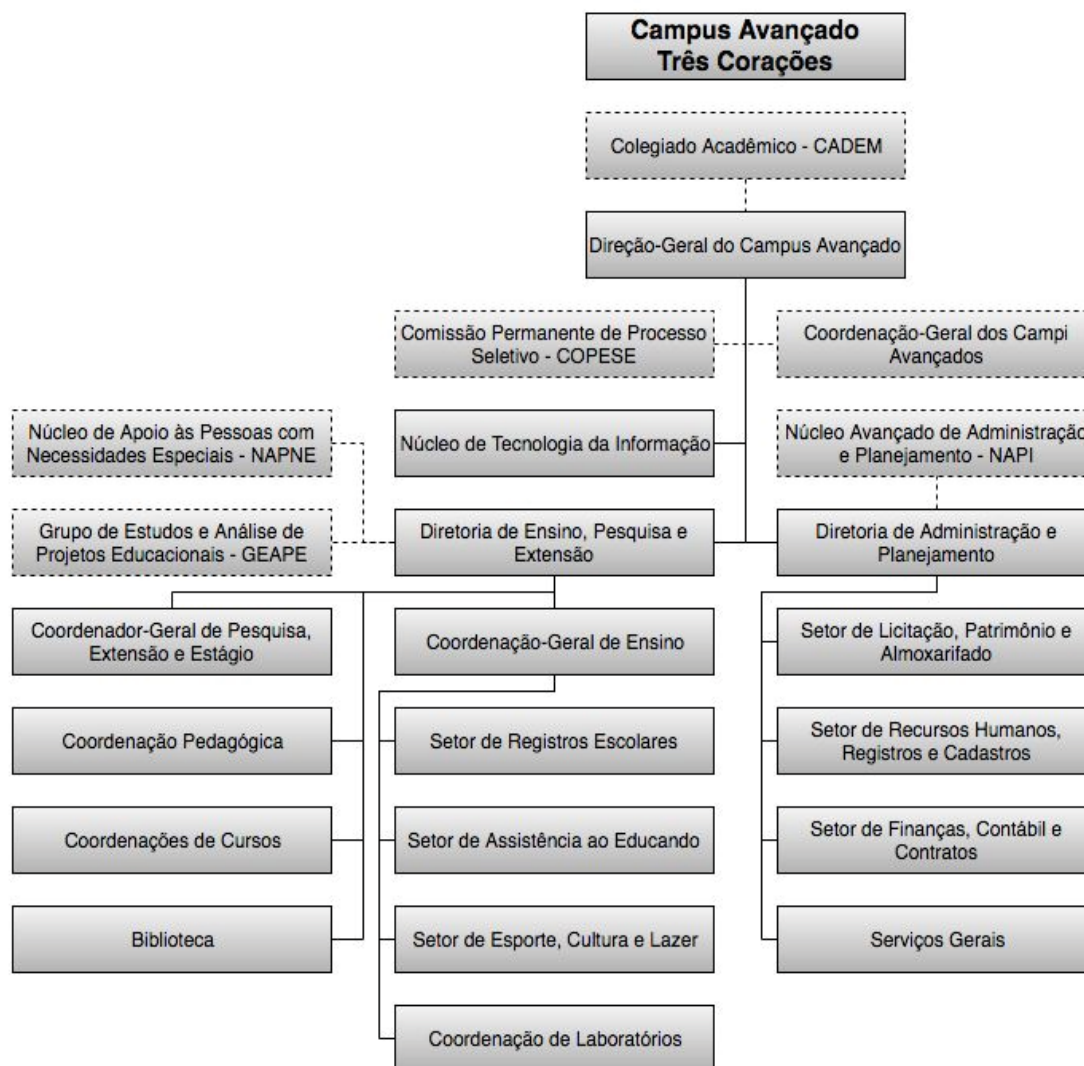 Campus Avançado
Três Corações
Colegiado Acadêmico - CADEM
Direção-Geral do Campus Avançado
Comissão Permanente de Processo
Seletivo - COPESE
Coordenação-Geral dos Campi
Avançados
Núcleo de Apoio às Pessoas com
Necessidades Especiais - NAPNE
Núcleo de Tecnologia da Informação
Núcleo Avançado de Administração
e Planejamento - NAPI
Grupo de Estudos e Análise de
Projetos Educacionais - GEAPE
Diretoria de Ensino, Pesquisa e
Extensão
Diretoria de Administração e
Planejamento
Coordenador-Geral de Pesquisa,
Extensão e Estágio
Coordenação-Geral de Ensino
Setor de Licitação, Patrimônio e
Almoxarifado
Coordenação Pedagógica
Setor de Registros Escolares
Setor de Recursos Humanos,
Registros e Cadastros
Coordenações de Cursos
Setor de Assistência ao Educando
Setor de Finanças, Contábil e
Contratos
Biblioteca
Setor de Esporte, Cultura e Lazer
Serviços Gerais
Coordenação de Laboratórios